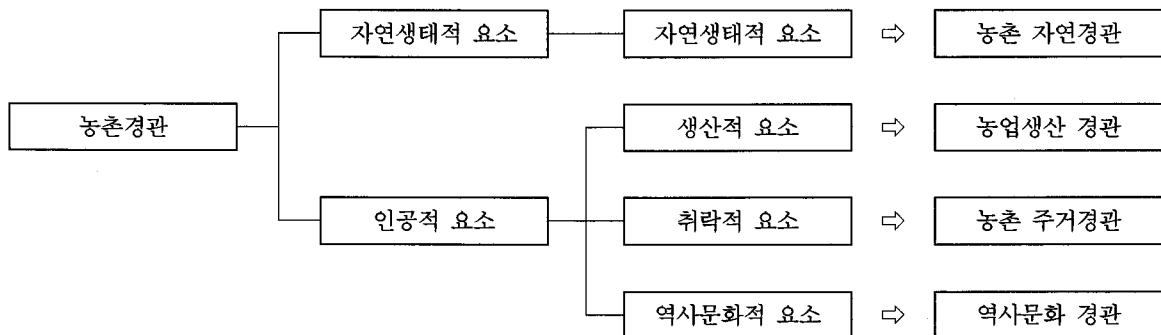 자연생태적 요소 자연생태적 요소 ⇨ 농촌 자연경관
농촌경관 생산적 요소 ⇨ 농업생산 경관
인공적 요소 취락적 요소 ⇨ 농촌 주거경관
역사문화적 요소 ⇨ 역사문화 경관